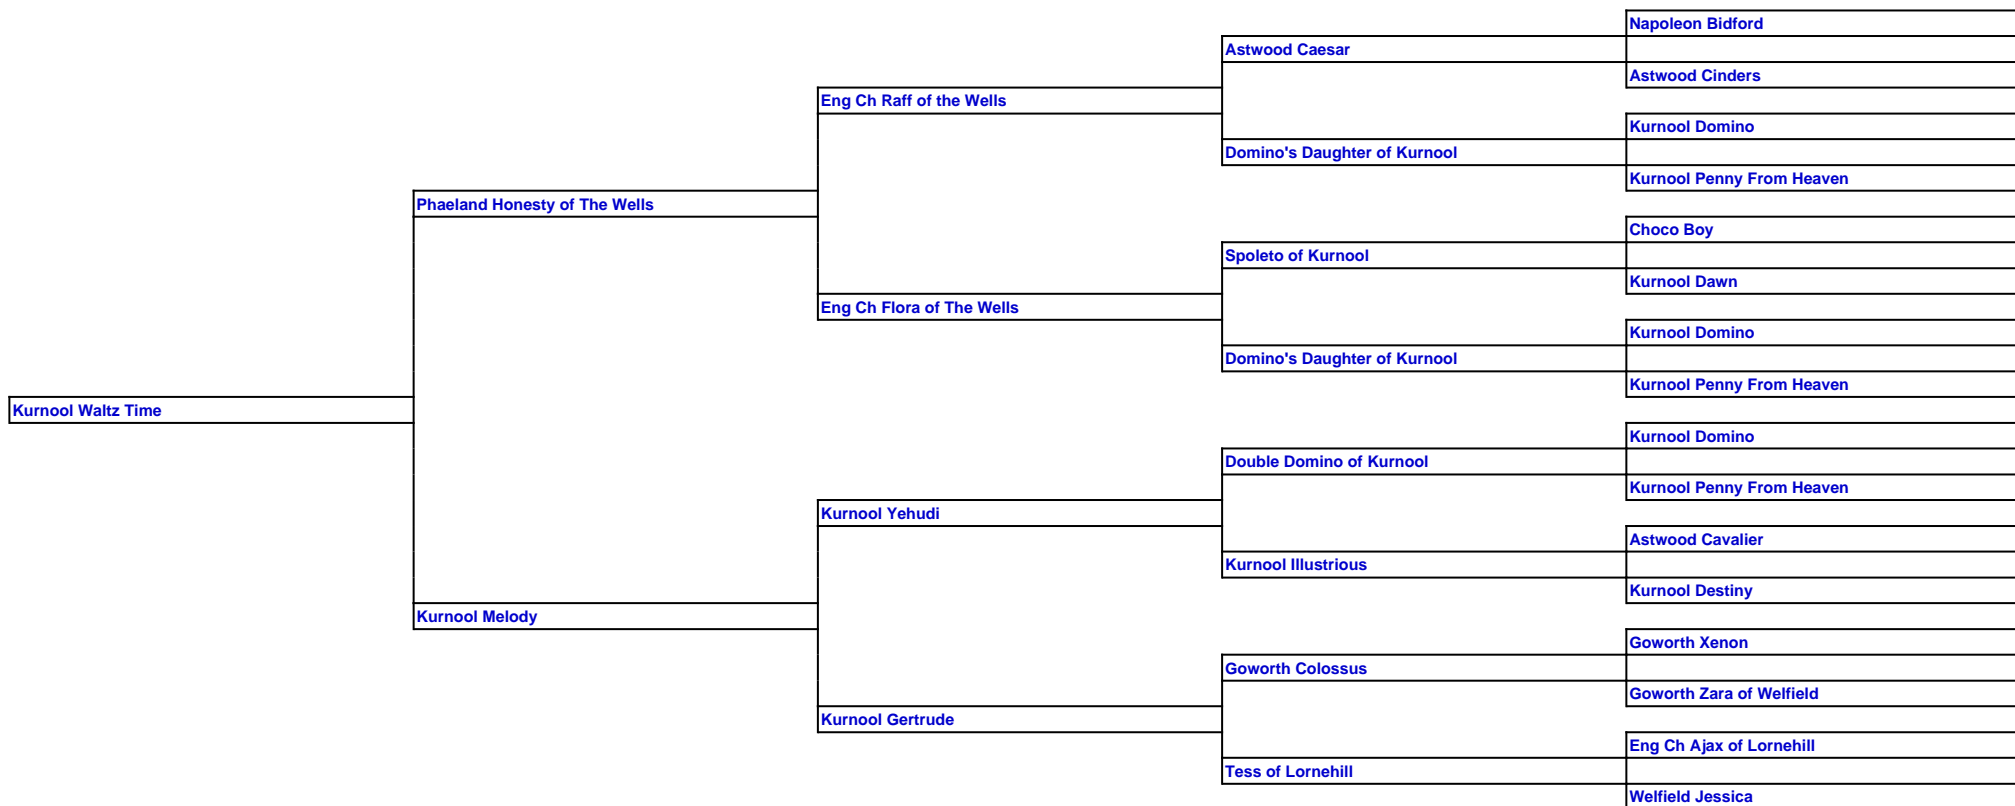 Napoleon Bidford
Astwood Caesar
Astwood Cinders
Eng Ch Raff of the Wells
Kurnool Domino
Domino's Daughter of Kurnool
Kurnool Penny From Heaven
Phaeland Honesty of The Wells
Choco Boy
Spoleto of Kurnool
Kurnool Dawn
Eng Ch Flora of The Wells
Kurnool Domino
Domino's Daughter of Kurnool
Kurnool Penny From Heaven
Kurnool Waltz Time
Kurnool Domino
Double Domino of Kurnool
Kurnool Penny From Heaven
Kurnool Yehudi
Astwood Cavalier
Kurnool Illustrious
Kurnool Destiny
Kurnool Melody
Goworth Xenon
Goworth Colossus
Goworth Zara of Welfield
Kurnool Gertrude
Eng Ch Ajax of Lornehill
Tess of Lornehill
Welfield Jessica